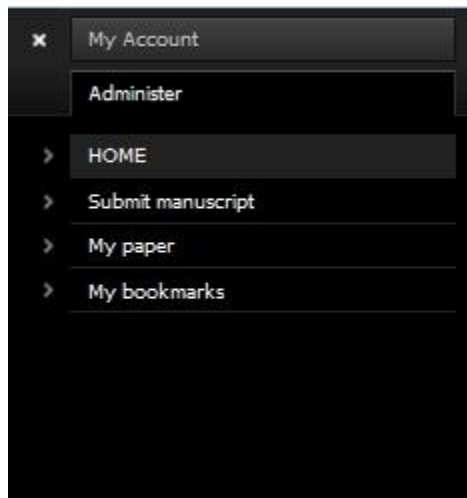 My Account
Administer
HOME
Submit manuscript
My paper
My bookmarks